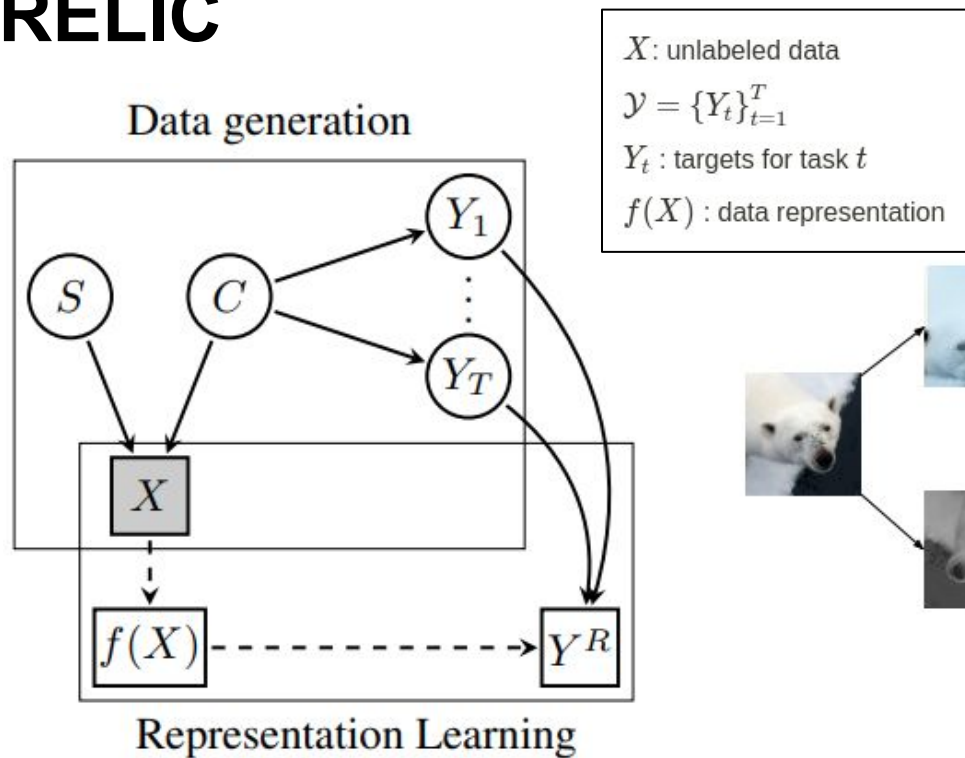 RELIC
X: unlabeled data
𝒴 = {Y_t}_{t=1}^T
Y_t : targets for task t
f(X) : data representation
Data generation
S
C
Y_1
⋮
Y_T
X
f(X)
Y^R
Representation Learning